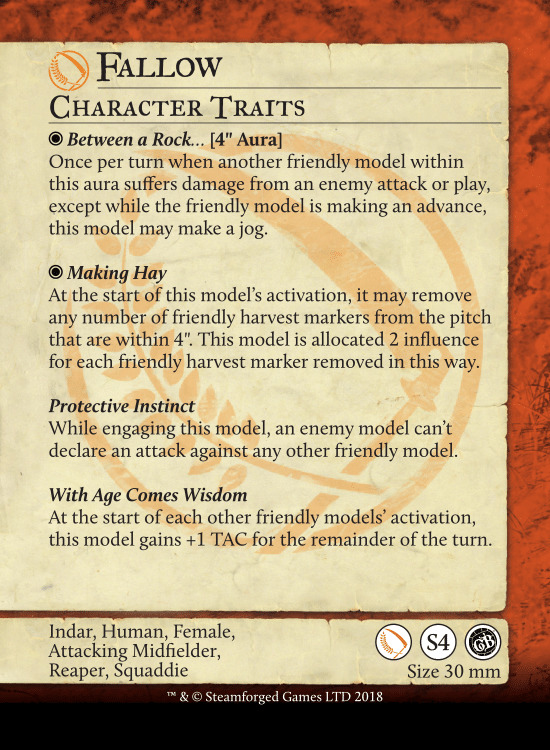 Fallow
Character Traits
Between a Rock... [4" Aura]
Once per turn when another friendly model within
this aura suffers damage from an enemy attack or play,
except while the friendly model is making an advance,
this model may make a jog.
Making Hay
At the start of this model's activation, it may remove
any number of friendly harvest markers from the pitch
that are within 4". This model is allocated 2 influence
for each friendly harvest marker removed in this way.
Protective Instinct
While engaging this model, an enemy model can't
declare an attack against any other friendly model.
With Age Comes Wisdom
At the start of each other friendly models' activation,
this model gains +1 TAC for the remainder of the turn.
Indar, Human, Female,
Attacking Midfielder,
Reaper, Squaddie
S4
GB
Size 30 mm
™ & © Steamforged Games LTD 2018